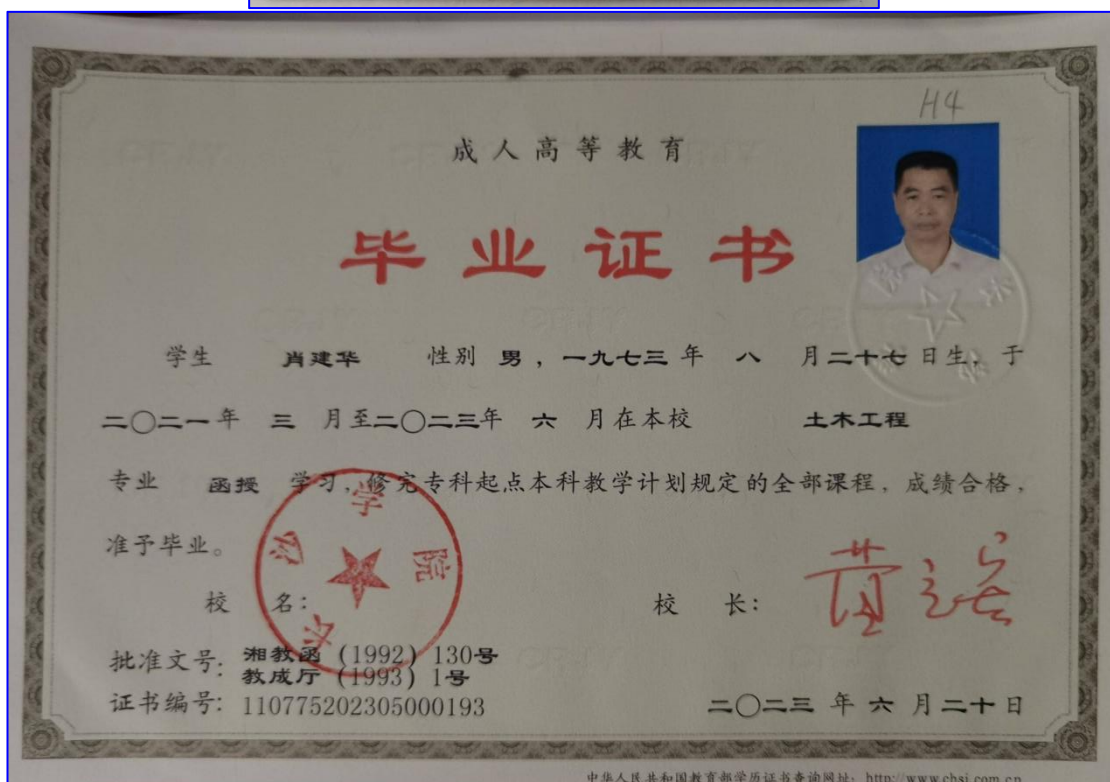 H4
成人高等教育
毕业证书
学生 肖建华 性别 男，一九七三 年 八 月二十七日生，于
二〇二一年 三 月至二〇二三年 六 月在本校 土木工程
专业 函授 学习，修完专科起点本科教学计划规定的全部课程，成绩合格，
准予毕业。
长沙学院
校 名： 校 长：
批准文号：湘教函（1992）130号
教成厅（1993）1号
证书编号：110775202305000193 二〇二三 年 六 月二十日
中华人民共和国教育部学历证书查询网址：http://www.chsi.com.cn